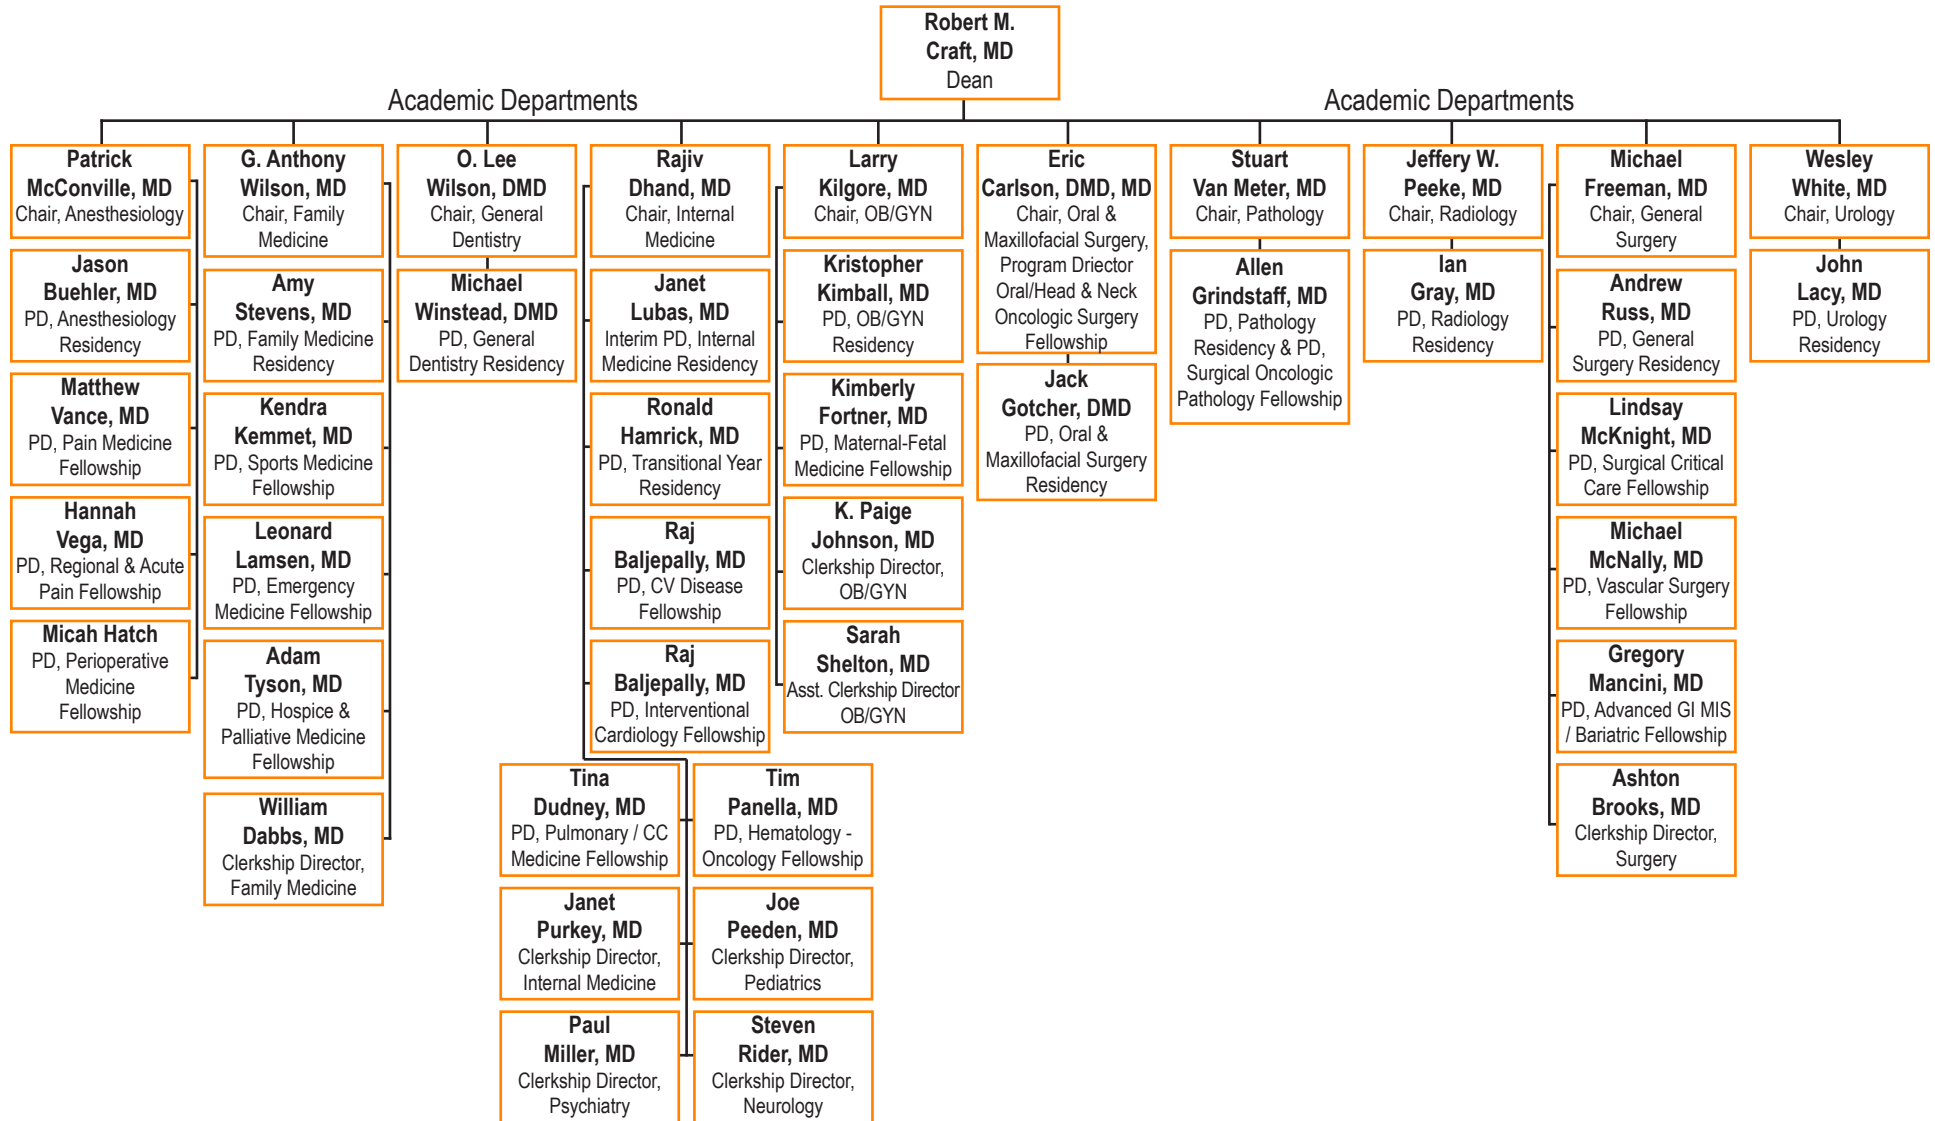 Robert M.
Craft, MD
Dean
Academic Departments
Academic Departments
Patrick
McConville, MD
Chair, Anesthesiology
Jason
Buehler, MD
PD, Anesthesiology
Residency
Matthew
Vance, MD
PD, Pain Medicine
Fellowship
Hannah
Vega, MD
PD, Regional & Acute
Pain Fellowship
Micah Hatch
PD, Perioperative
Medicine
Fellowship
G. Anthony
Wilson, MD
Chair, Family
Medicine
Amy
Stevens, MD
PD, Family Medicine
Residency
Kendra
Kemmet, MD
PD, Sports Medicine
Fellowship
Leonard
Lamsen, MD
PD, Emergency
Medicine Fellowship
Adam
Tyson, MD
PD, Hospice &
Palliative Medicine
Fellowship
William
Dabbs, MD
Clerkship Director,
Family Medicine
O. Lee
Wilson, DMD
Chair, General
Dentistry
Michael
Winstead, DMD
PD, General
Dentistry Residency
Rajiv
Dhand, MD
Chair, Internal
Medicine
Janet
Lubas, MD
Interim PD, Internal
Medicine Residency
Ronald
Hamrick, MD
PD, Transitional Year
Residency
Raj
Baljepally, MD
PD, CV Disease
Fellowship
Raj
Baljepally, MD
PD, Interventional
Cardiology Fellowship
Tina
Dudney, MD
PD, Pulmonary / CC
Medicine Fellowship
Tim
Panella, MD
PD, Hematology -
Oncology Fellowship
Janet
Purkey, MD
Clerkship Director,
Internal Medicine
Joe
Peeden, MD
Clerkship Director,
Pediatrics
Paul
Miller, MD
Clerkship Director,
Psychiatry
Steven
Rider, MD
Clerkship Director,
Neurology
Larry
Kilgore, MD
Chair, OB/GYN
Kristopher
Kimball, MD
PD, OB/GYN
Residency
Kimberly
Fortner, MD
PD, Maternal-Fetal
Medicine Fellowship
K. Paige
Johnson, MD
Clerkship Director,
OB/GYN
Sarah
Shelton, MD
Asst. Clerkship Director
OB/GYN
Eric
Carlson, DMD, MD
Chair, Oral &
Maxillofacial Surgery,
Program Driector
Oral/Head & Neck
Oncologic Surgery
Fellowship
Jack
Gotcher, DMD
PD, Oral &
Maxillofacial Surgery
Residency
Stuart
Van Meter, MD
Chair, Pathology
Allen
Grindstaff, MD
PD, Pathology
Residency & PD,
Surgical Oncologic
Pathology Fellowship
Jeffery W.
Peeke, MD
Chair, Radiology
Ian
Gray, MD
PD, Radiology
Residency
Michael
Freeman, MD
Chair, General
Surgery
Andrew
Russ, MD
PD, General
Surgery Residency
Lindsay
McKnight, MD
PD, Surgical Critical
Care Fellowship
Michael
McNally, MD
PD, Vascular Surgery
Fellowship
Gregory
Mancini, MD
PD, Advanced GI MIS
/ Bariatric Fellowship
Ashton
Brooks, MD
Clerkship Director,
Surgery
Wesley
White, MD
Chair, Urology
John
Lacy, MD
PD, Urology
Residency